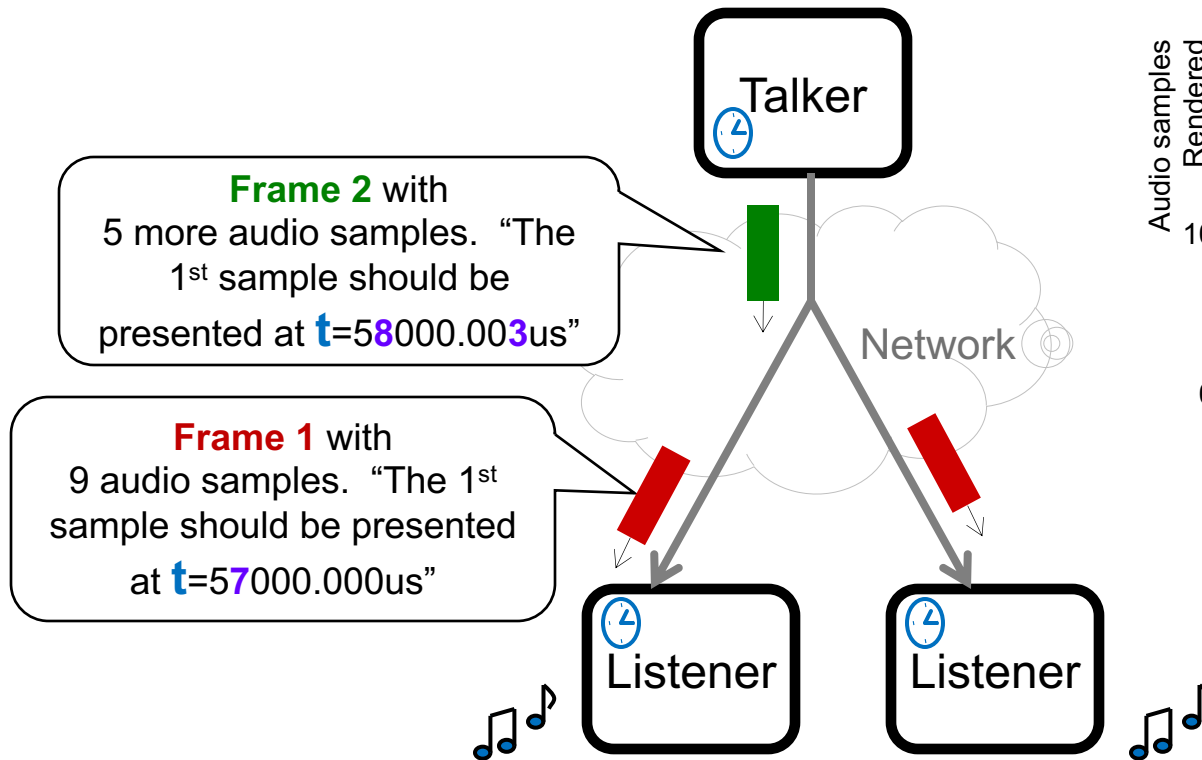 Talker
Audio samples
Rendered
Frame 2 with
5 more audio samples. “The
1st sample should be
presented at t=58000.003us”
10
Network
0
Frame 1 with
9 audio samples. “The 1st
sample should be presented
at t=57000.000us”
Listener
Listener